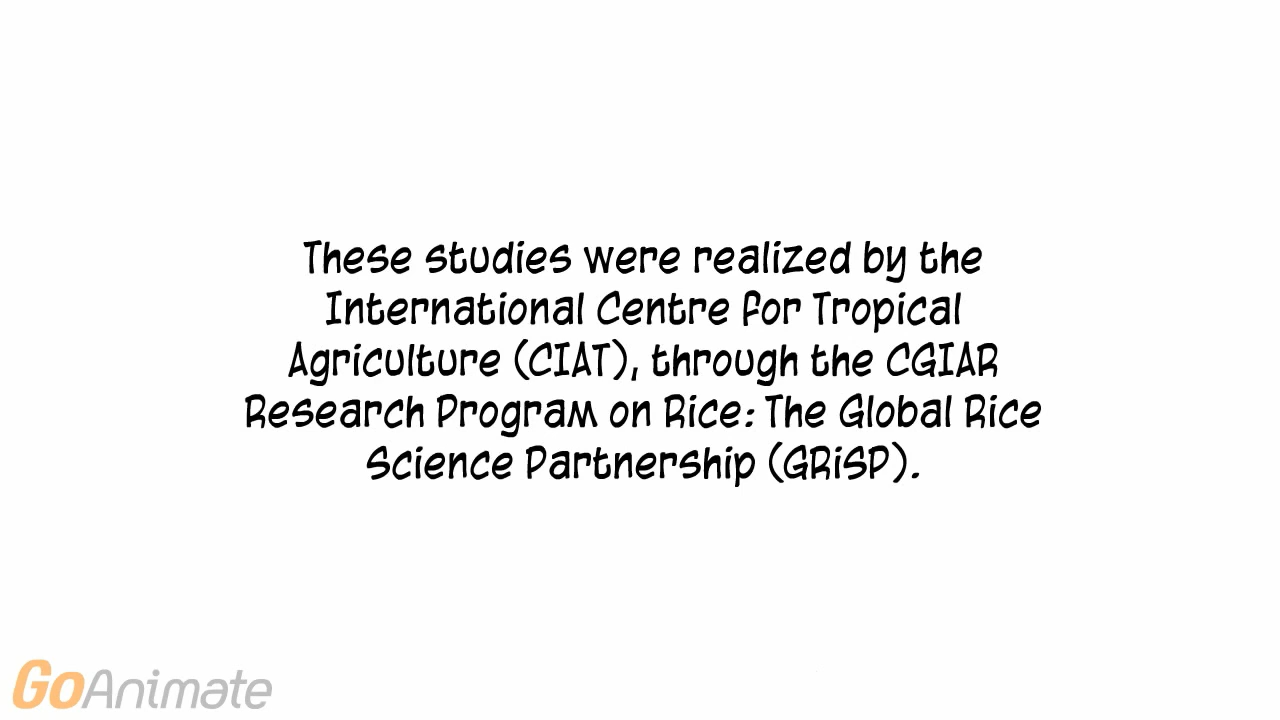 These studies were realized by the
International Centre for Tropical
Agriculture (CIAT), through the CGIAR
Research Program on Rice: The Global Rice
Science Partnership (GRiSP).
GoAnimate